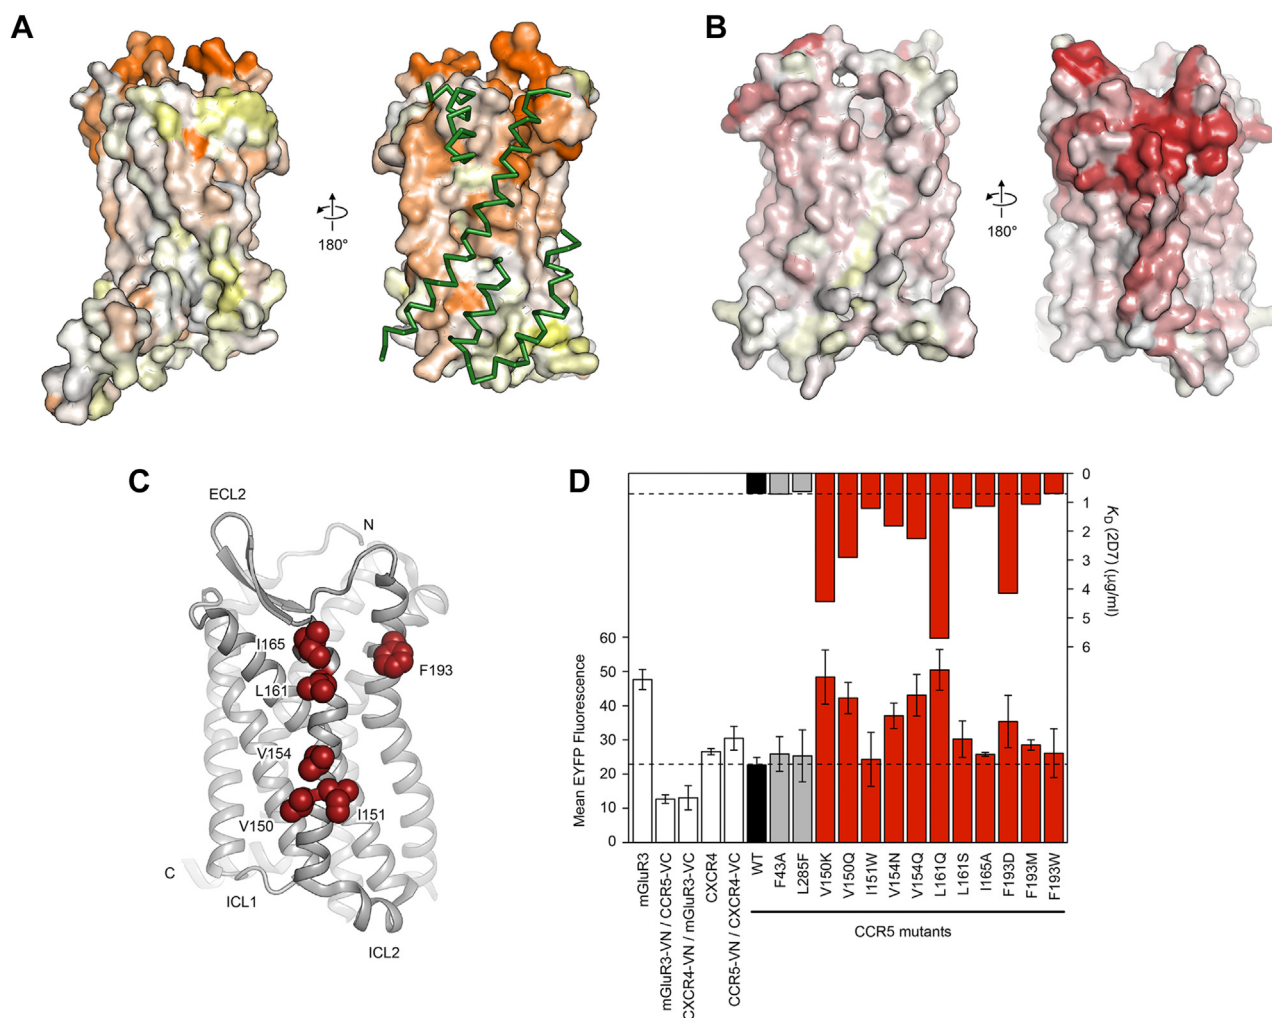 A
180°
B
180°
C
ECL2
N
I165
F193
L161
V154
V150
I151
C
ICL1
ICL2
D
0
1
2
3
4
5
6
K_D (2D7) (µg/ml)
60
50
40
30
20
10
0
Mean EYFP Fluorescence
mGluR3
mGluR3-VN / CCR5-VC
CXCR4-VN / mGluR3-VC
CXCR4
CCR5-VN / CXCR4-VC
WT
F43A
L285F
V150K
V150Q
I151W
V154N
V154Q
L161Q
L161S
I165A
F193D
F193M
F193W
CCR5 mutants